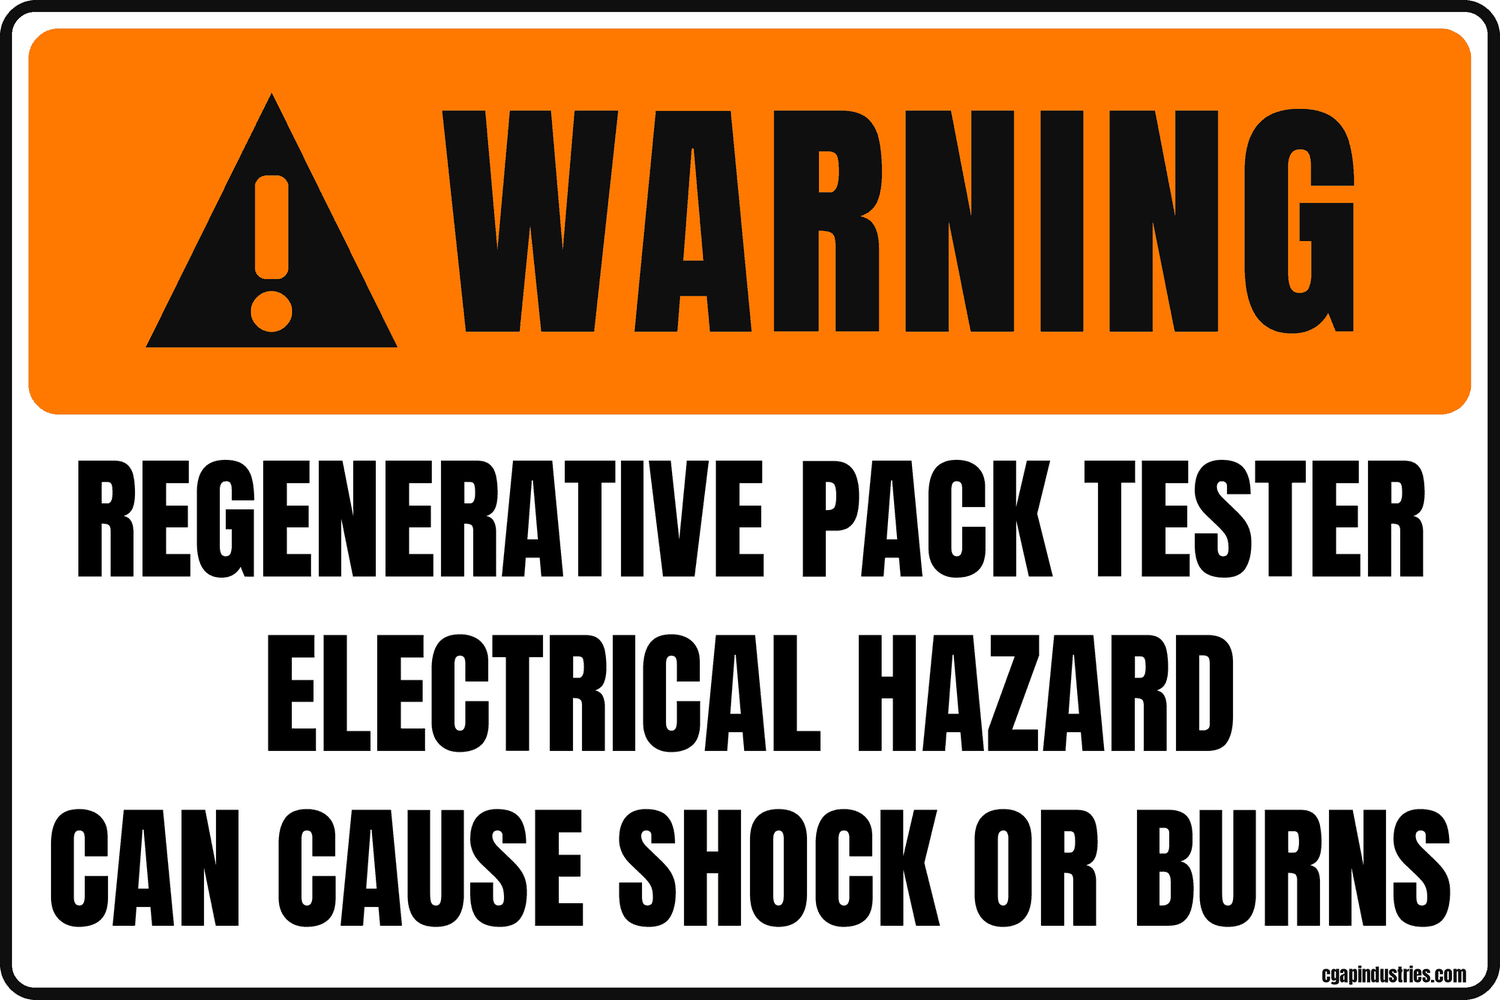 WARNING
REGENERATIVE PACK TESTER
ELECTRICAL HAZARD
CAN CAUSE SHOCK OR BURNS
cgapindustries.com